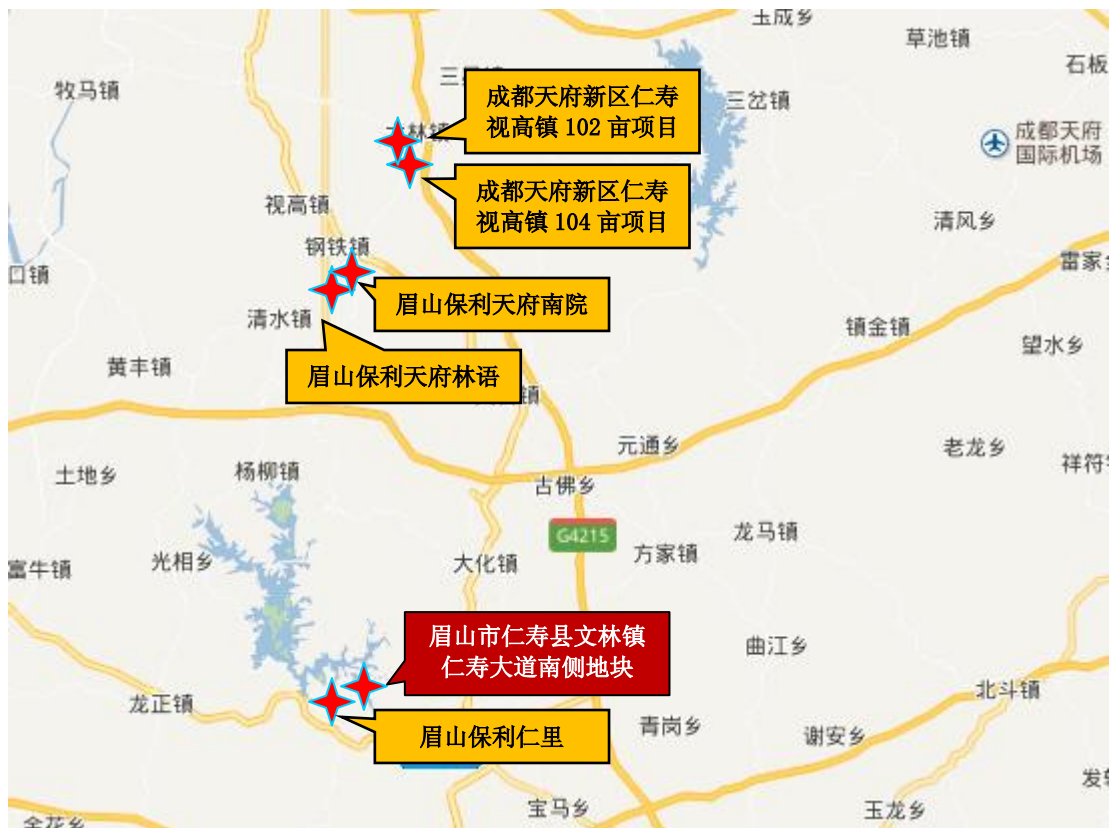 玉成乡
草池镇
石板
牧马镇
成都天府新区仁寿
视高镇 102 亩项目
三岔镇
成都天府
国际机场
成都天府新区仁寿
视高镇 104 亩项目
视高镇
清风乡
钢铁镇
雷家
口镇
眉山保利天府南院
清水镇
镇金镇
望水乡
眉山保利天府林语
黄丰镇
镇
元通乡
老龙乡
祥符
土地乡
杨柳镇
古佛乡
G4215
龙马镇
光相乡
大化镇
方家镇
富牛镇
眉山市仁寿县文林镇
仁寿大道南侧地块
曲江乡
龙正镇
北斗镇
眉山保利仁里
青岗乡
谢安乡
宝马乡
玉龙乡
金花乡